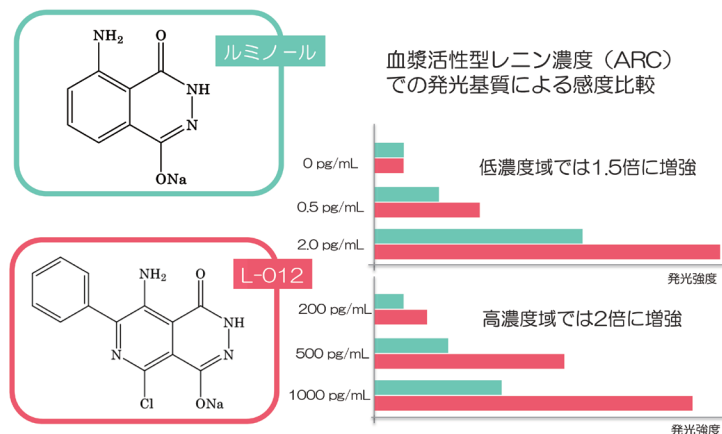 NH₂
O
ルミノール
NH
N
ONa
血漿活性型レニン濃度（ARC）
での発光基質による感度比較
0 pg/mL
低濃度域では1.5倍に増強
0.5 pg/mL
2.0 pg/mL
発光強度
L-012
NH₂
O
NH
N
N
Cl
ONa
200 pg/mL
高濃度域では2倍に増強
500 pg/mL
1000 pg/mL
発光強度